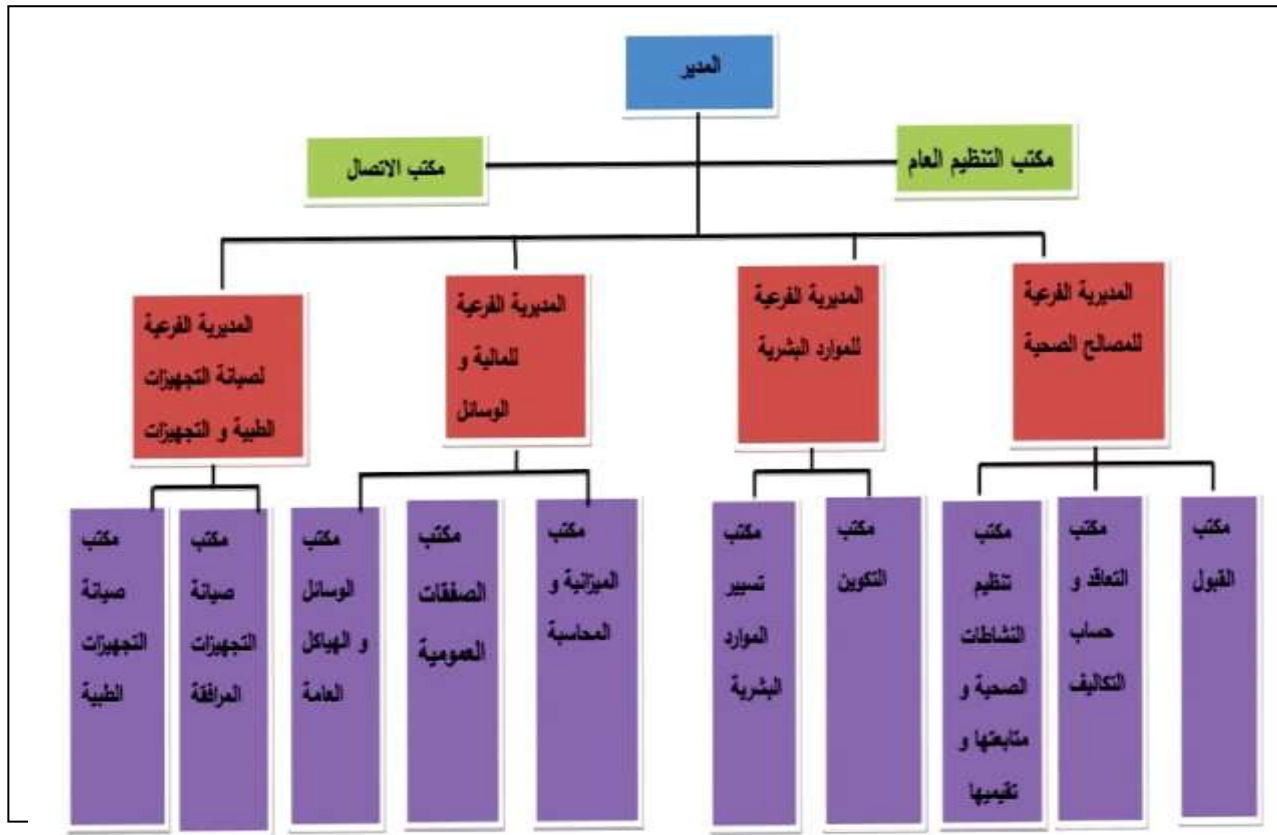 المدير
مكتب التنظيم العام
مكتب الاتصال
المديرية الفرعية
للمصالح الصحية
المديرية الفرعية
للموارد البشرية
المديرية الفرعية
للمالية و
الوسائل
المديرية الفرعية
لصيانة التجهيزات
الطبية و التجهيزات
مكتب
القبول
مكتب
التعاقد و
حساب
التكاليف
مكتب
تنظيم
النشاطات
الصحية و
متابعتها و
تقيميها
مكتب
التكوين
مكتب
تسيير
الموارد
البشرية
مكتب
الميزانية و
المحاسبة
مكتب
الصفقات
العمومية
مكتب
الوسائل
و الهياكل
العامة
مكتب
صيانة
التجهيزات
المرافقة
مكتب
صيانة
التجهيزات
الطبية